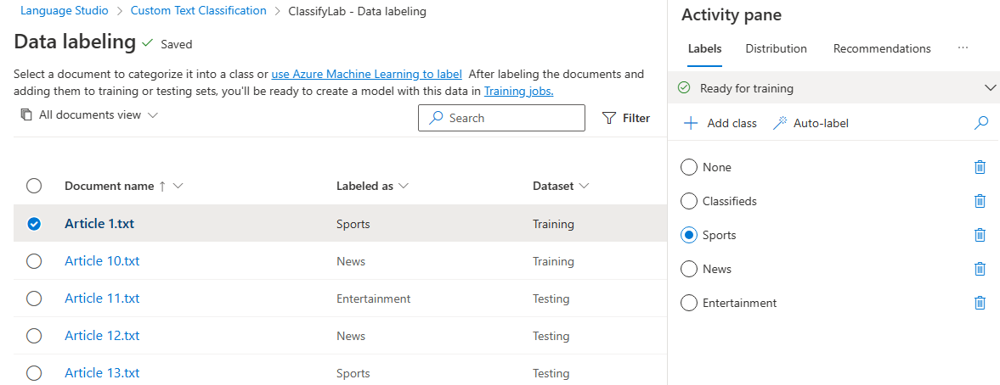 Language Studio > Custom Text Classification > ClassifyLab - Data labeling
Data labeling Saved
Select a document to categorize it into a class or use Azure Machine Learning to label After labeling the documents and
adding them to training or testing sets, you'll be ready to create a model with this data in Training jobs.
All documents view
Search
Filter
Document name ↑ Labeled as Dataset
Article 1.txt Sports Training
Article 10.txt News Training
Article 11.txt Entertainment Testing
Article 12.txt News Testing
Article 13.txt Sports Testing
Activity pane
Labels Distribution Recommendations ...
Ready for training
Add class Auto-label
None
Classifieds
Sports
News
Entertainment